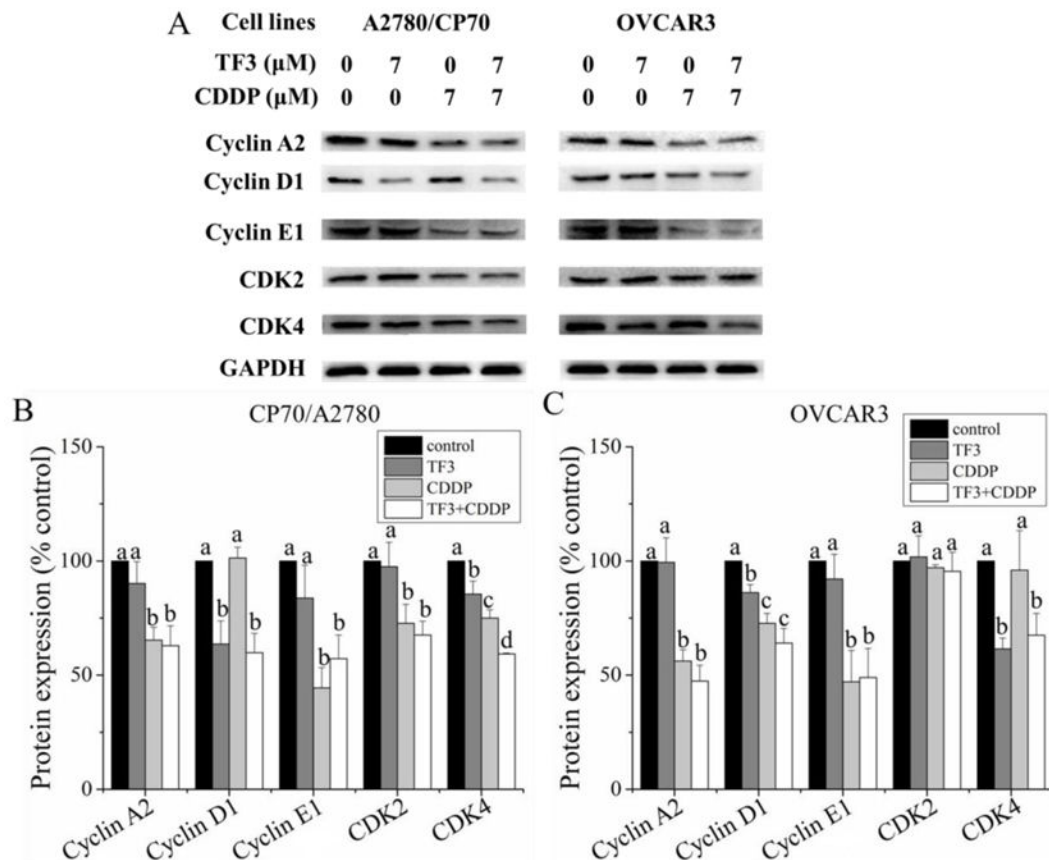 A Cell lines A2780/CP70 OVCAR3
TF3 (μM) 0 7 0 7 0 7 0 7
CDDP (μM) 0 0 7 7 0 0 7 7
Cyclin A2
Cyclin D1
Cyclin E1
CDK2
CDK4
GAPDH
B CP70/A2780
control
TF3
CDDP
TF3+CDDP
Protein expression (% control)
150
100
50
0
a a b b
a b a b
a a b b
a a b b
a b c d
Cyclin A2 Cyclin D1 Cyclin E1 CDK2 CDK4
C OVCAR3
control
TF3
CDDP
TF3+CDDP
Protein expression (% control)
150
100
50
0
a a b b
a b c c
a a b b
a a a a
a b a b
Cyclin A2 Cyclin D1 Cyclin E1 CDK2 CDK4